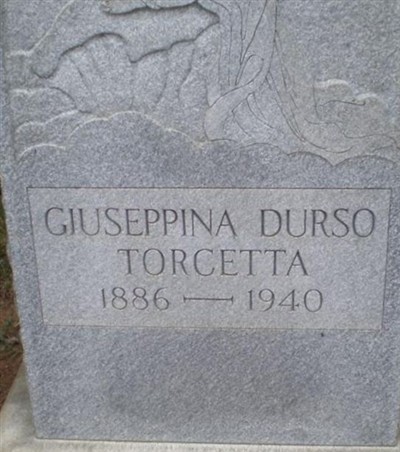 GIUSEPPINA DURSO
TORCETTA
1886 — 1940